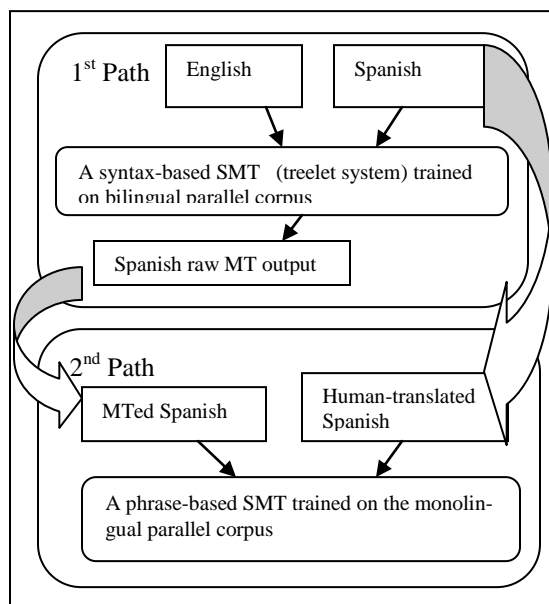 1st Path
English
Spanish
A syntax-based SMT (treelet system) trained
on bilingual parallel corpus
Spanish raw MT output
2nd Path
MTed Spanish
Human-translated
Spanish
A phrase-based SMT trained on the monolin-
gual parallel corpus